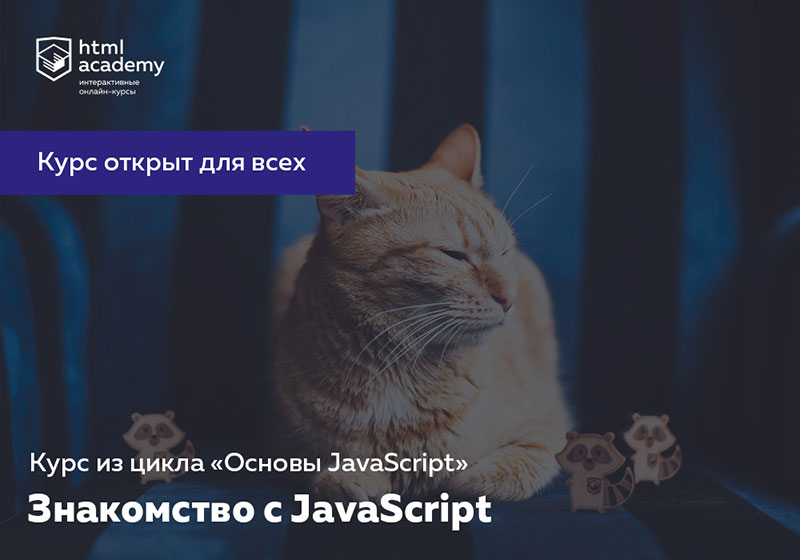 html
academy
интерактивные
онлайн-курсы
Курс открыт для всех
Курс из цикла «Основы JavaScript»
Знакомство с JavaScript